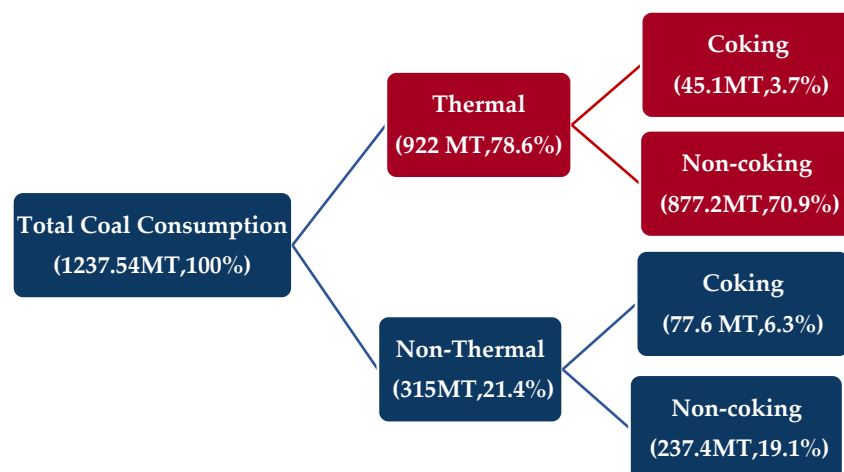 Coking
(45.1MT,3.7%)
Thermal
(922 MT,78.6%)
Non-coking
(877.2MT,70.9%)
Total Coal Consumption
(1237.54MT,100%)
Coking
(77.6 MT,6.3%)
Non-Thermal
(315MT,21.4%)
Non-coking
(237.4MT,19.1%)